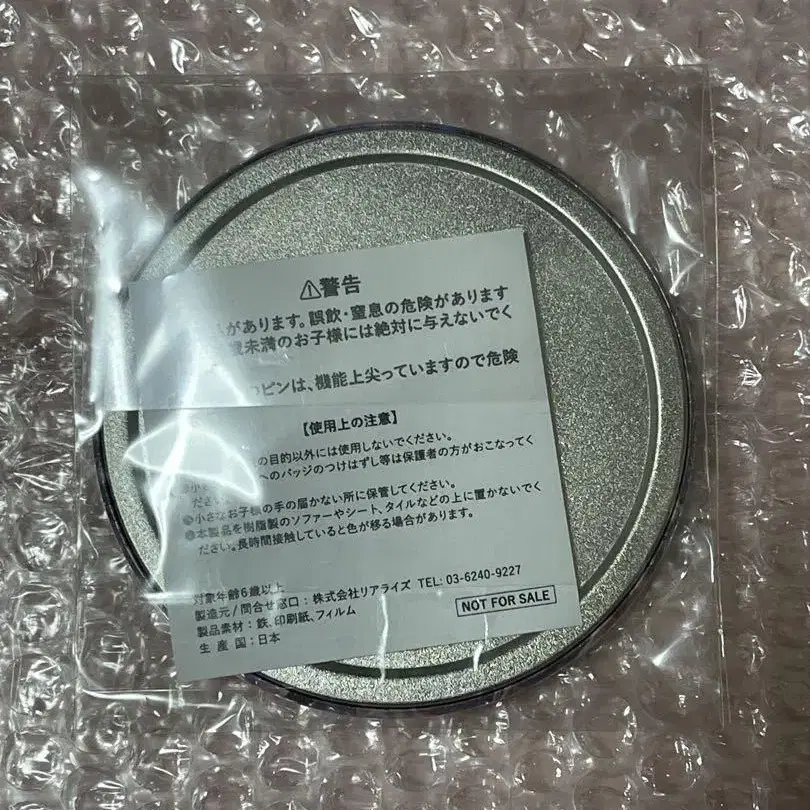 ⚠警告
があります。誤飲・窒息の危険があります
未満のお子様には絶対に与えないでく
ピンは、機能上尖っていますので危険
【使用上の注意】
の目的以外には使用しないでください。
へのバッジのつけはずし等は保護者の方がおこなってく
ださい
小さなお子様の手の届かない所に保管してください。
本製品を樹脂製のソファーやシート、タイルなどの上に置かないでく
ださい。長時間接触していると色が移る場合があります。
対象年齢6歳以上
製造元/問合せ窓口：株式会社リアライズ TEL: 03-6240-9227
製品素材：鉄、印刷紙、フィルム
生産国：日本
NOT FOR SALE